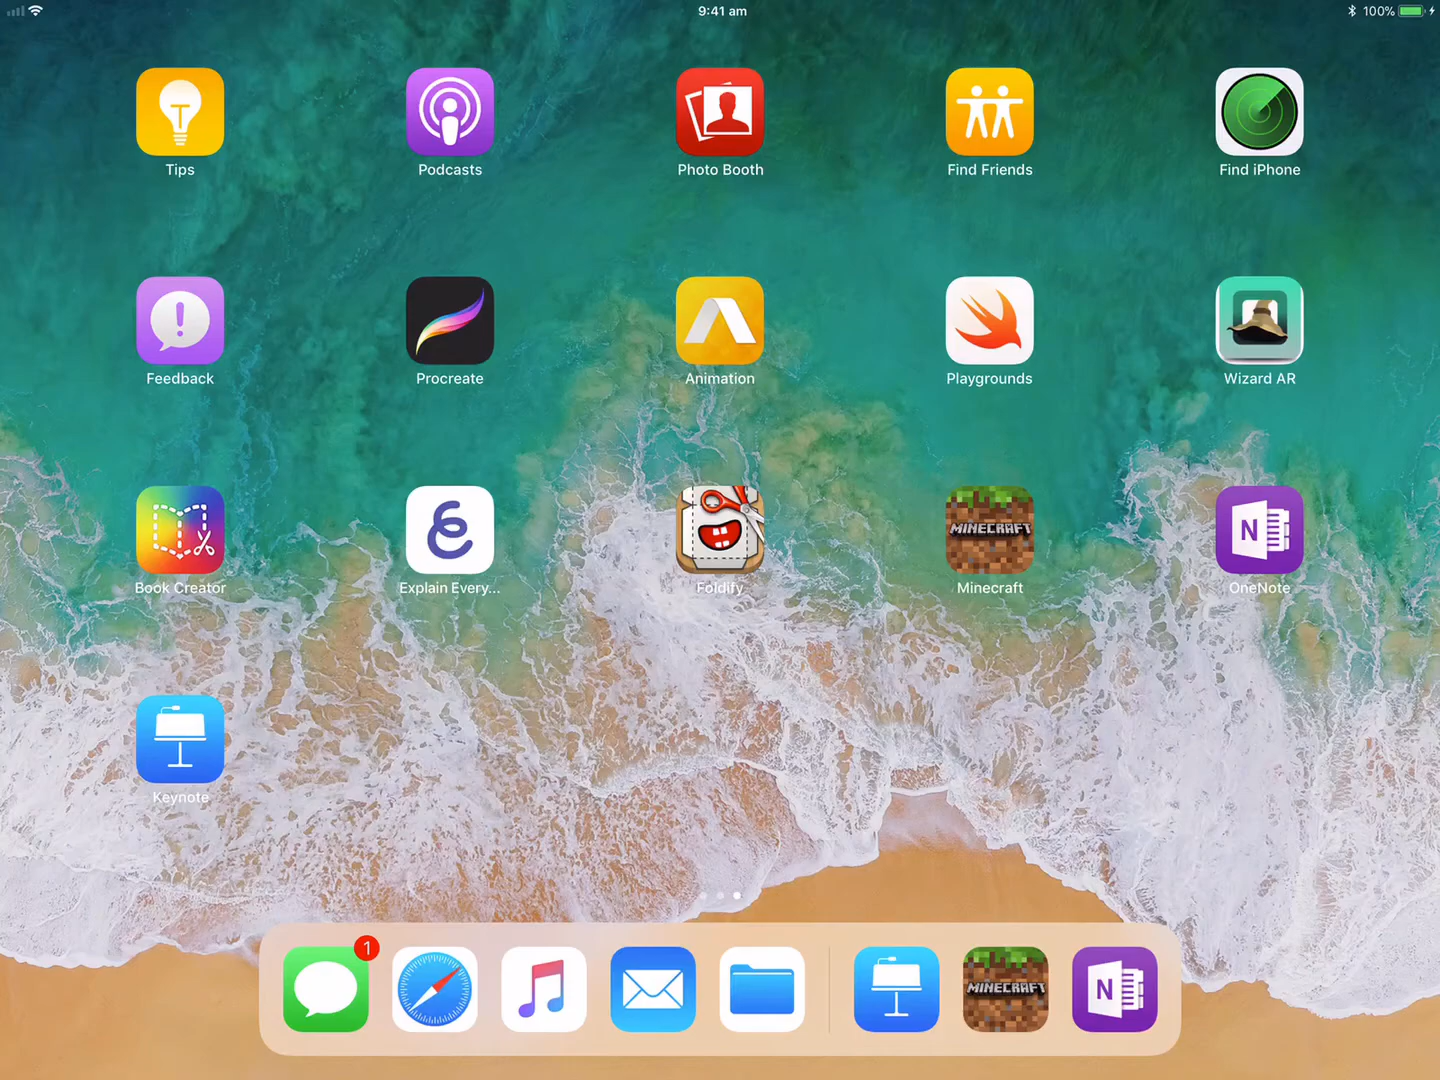 9:41 am
100%
Tips
Podcasts
Photo Booth
Find Friends
Find iPhone
Feedback
Procreate
Animation
Playgrounds
Wizard AR
Book Creator
Explain Every...
Foldify
MINECRAFT
Minecraft
N
OneNote
Keynote
1
MINECRAFT
N